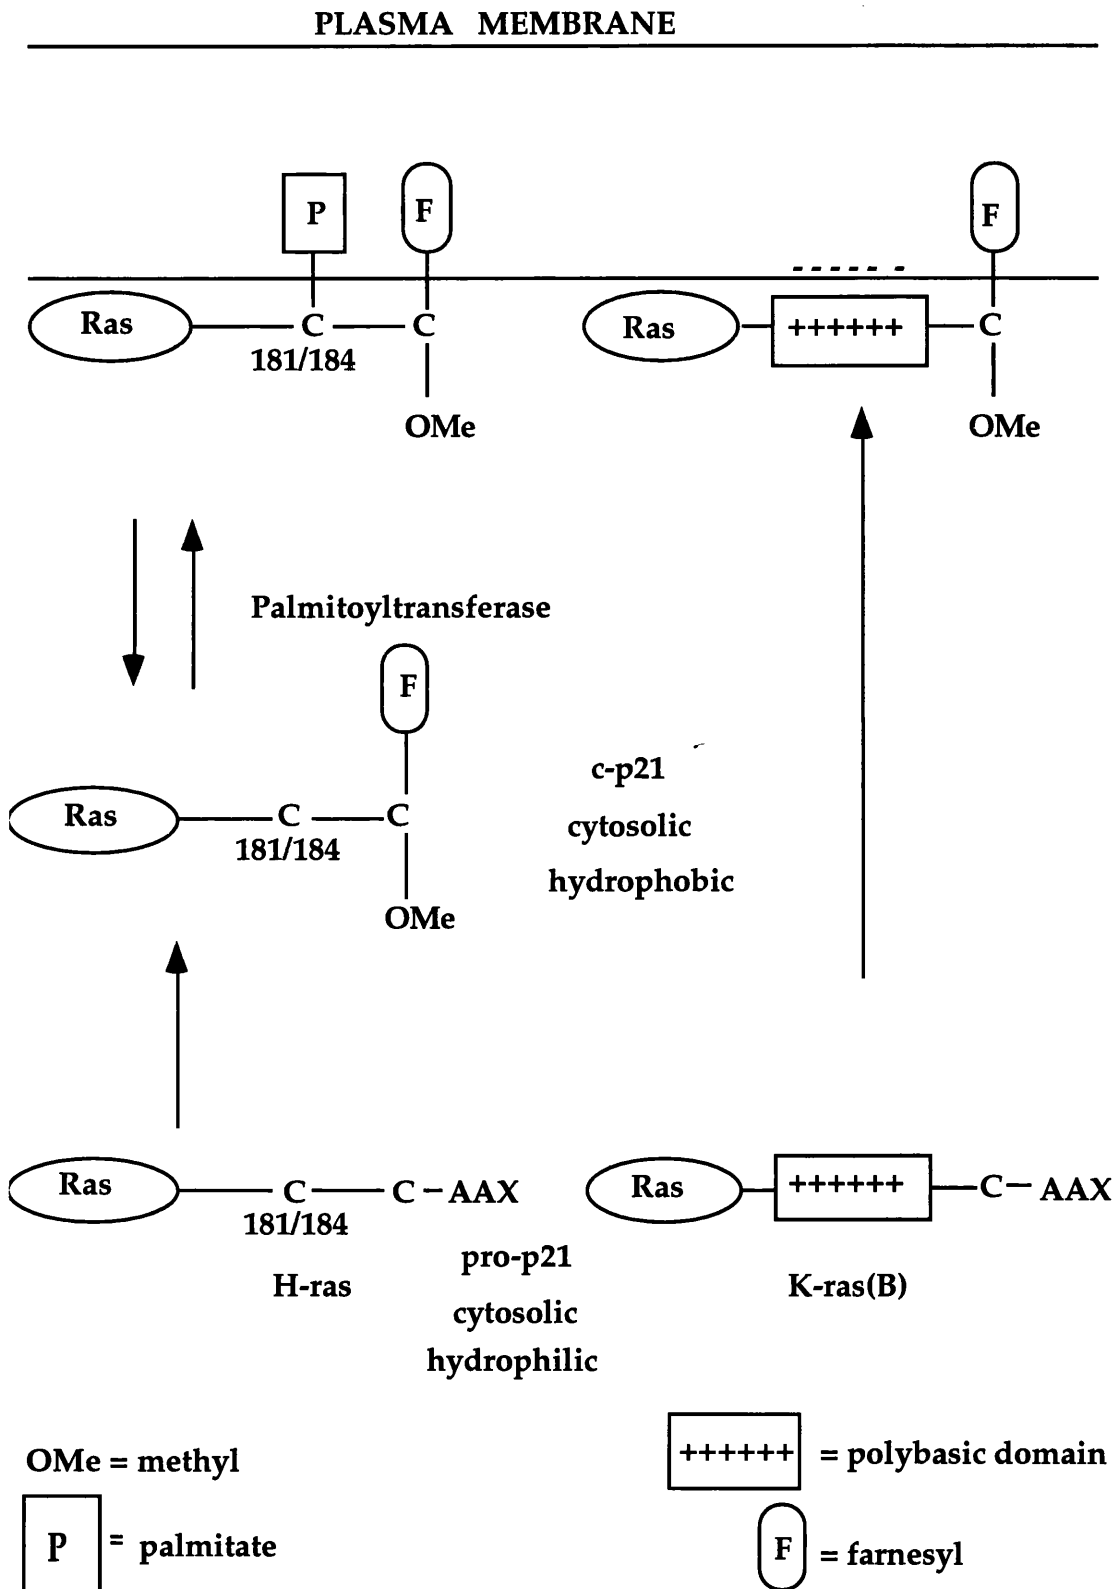 PLASMA MEMBRANE
P
F
F
- - - - - -
Ras
C
C
Ras
++++++
C
181/184
OMe
OMe
Palmitoyltransferase
F
c-p21
Ras
C
C
cytosolic
181/184
hydrophobic
OMe
Ras
C
C - AAX
Ras
++++++
C - AAX
181/184
pro-p21
H-ras
K-ras(B)
cytosolic
hydrophilic
OMe = methyl
++++++ = polybasic domain
P = palmitate
F = farnesyl